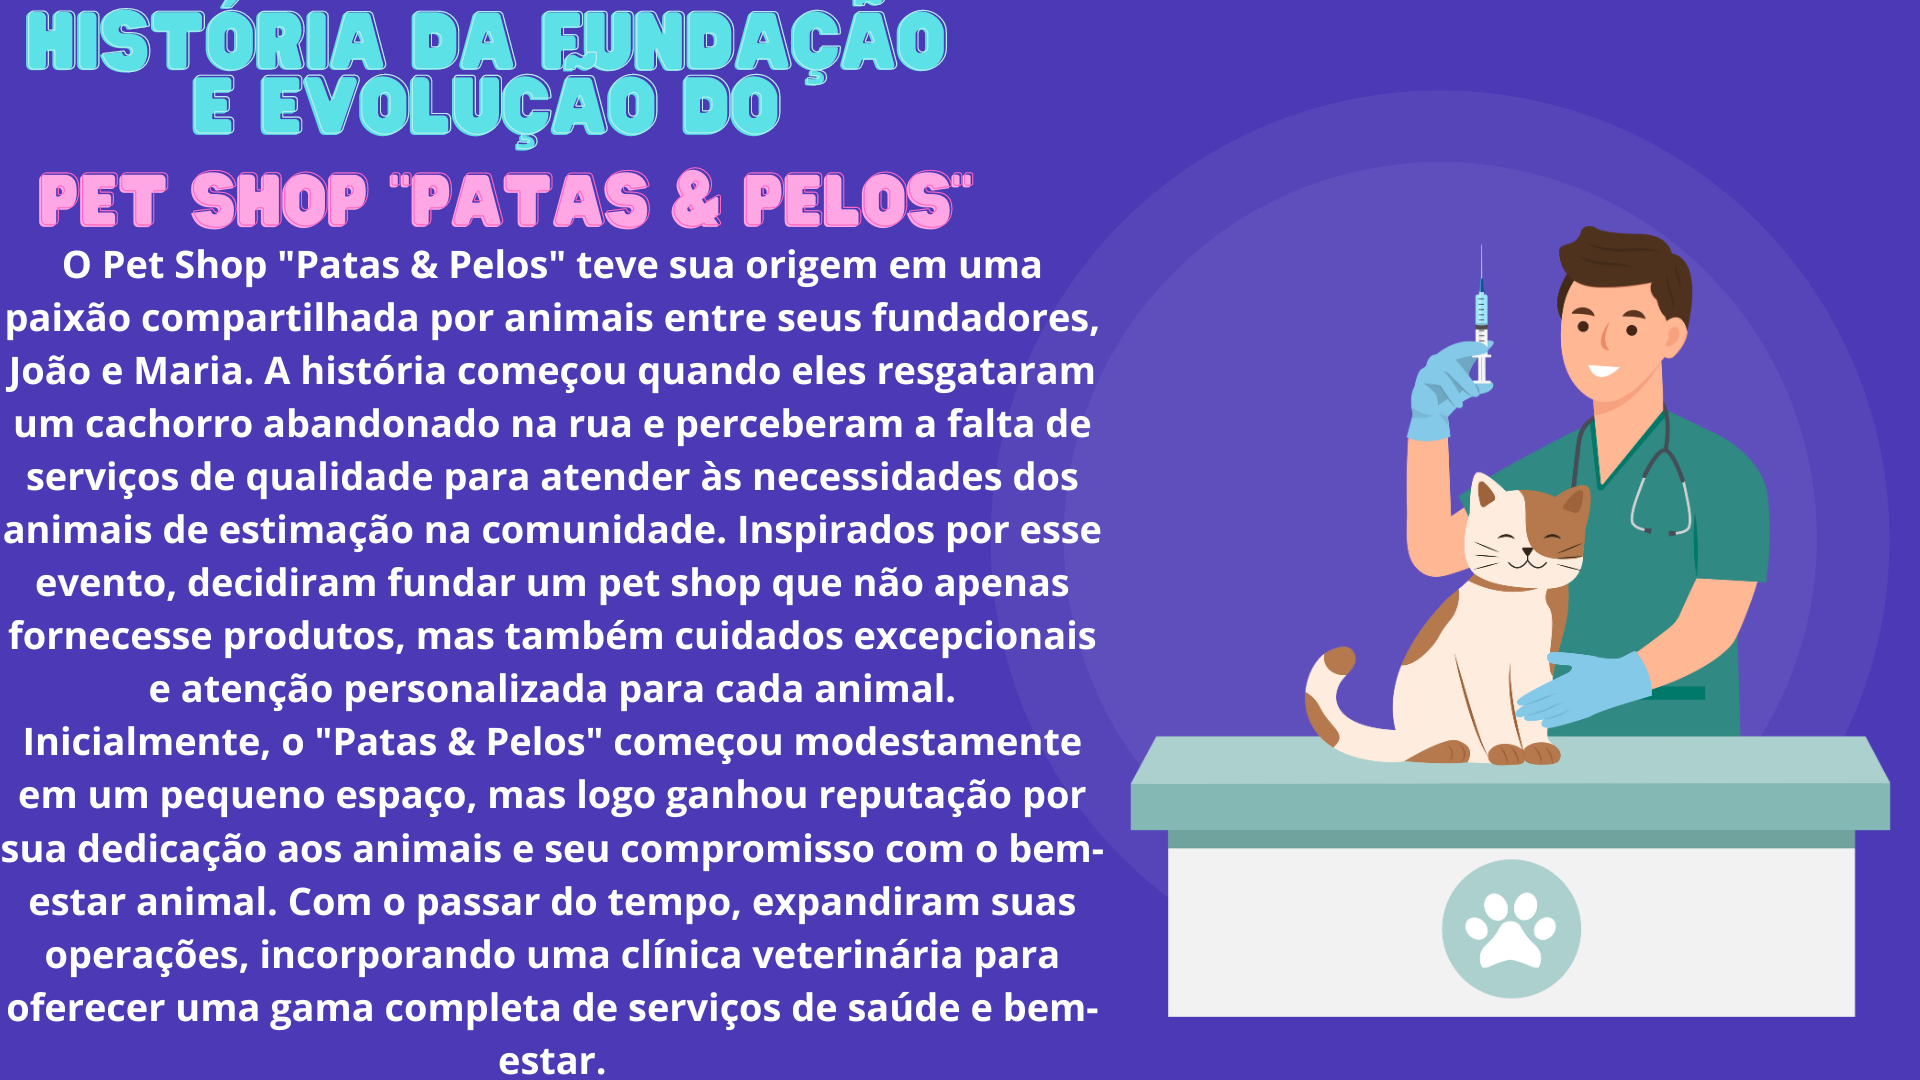 HISTÓRIA DA FUNDAÇÃO
E EVOLUÇÃO DO
PET SHOP "PATAS & PELOS"
O Pet Shop "Patas & Pelos" teve sua origem em uma
paixão compartilhada por animais entre seus fundadores,
João e Maria. A história começou quando eles resgataram
um cachorro abandonado na rua e perceberam a falta de
serviços de qualidade para atender às necessidades dos
animais de estimação na comunidade. Inspirados por esse
evento, decidiram fundar um pet shop que não apenas
fornecesse produtos, mas também cuidados excepcionais
e atenção personalizada para cada animal.
Inicialmente, o "Patas & Pelos" começou modestamente
em um pequeno espaço, mas logo ganhou reputação por
sua dedicação aos animais e seu compromisso com o bem-
estar animal. Com o passar do tempo, expandiram suas
operações, incorporando uma clínica veterinária para
oferecer uma gama completa de serviços de saúde e bem-
estar.